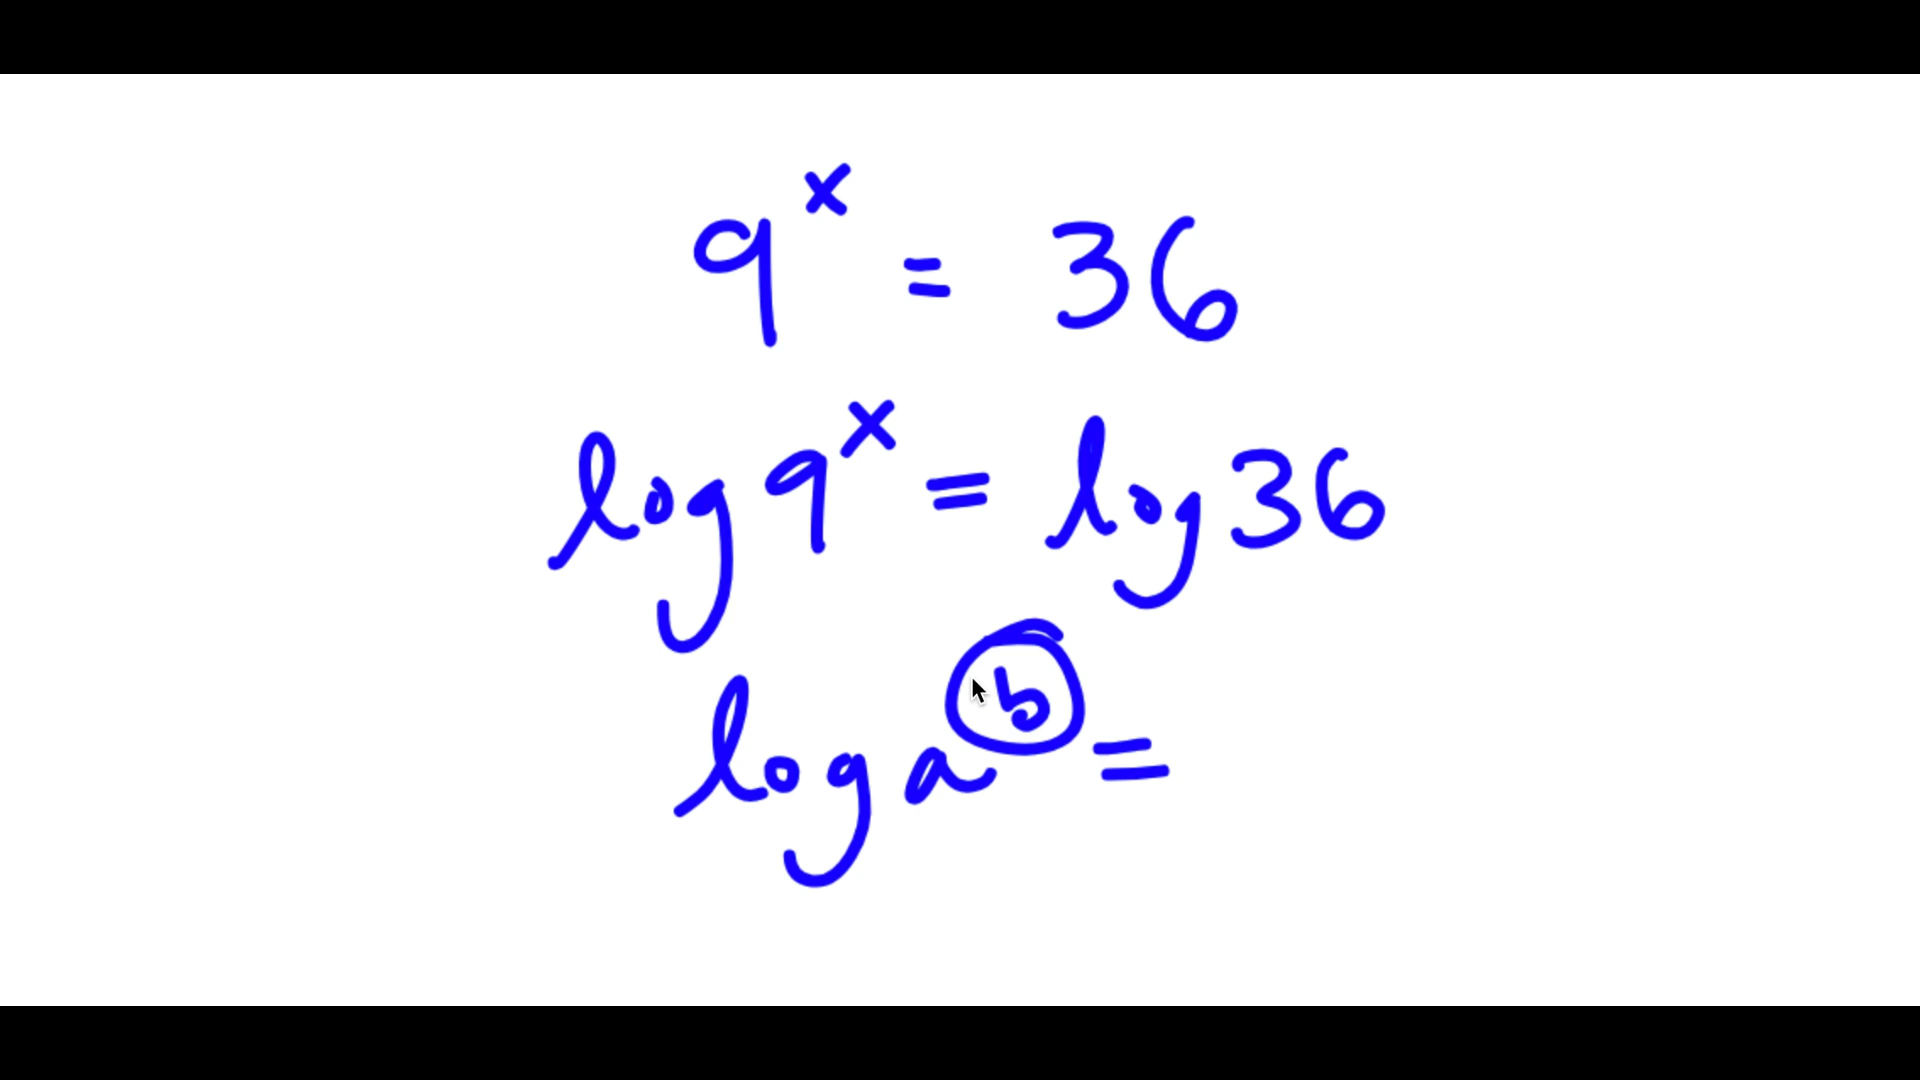 9^x = 36
log 9^x = log 36
log a^b =